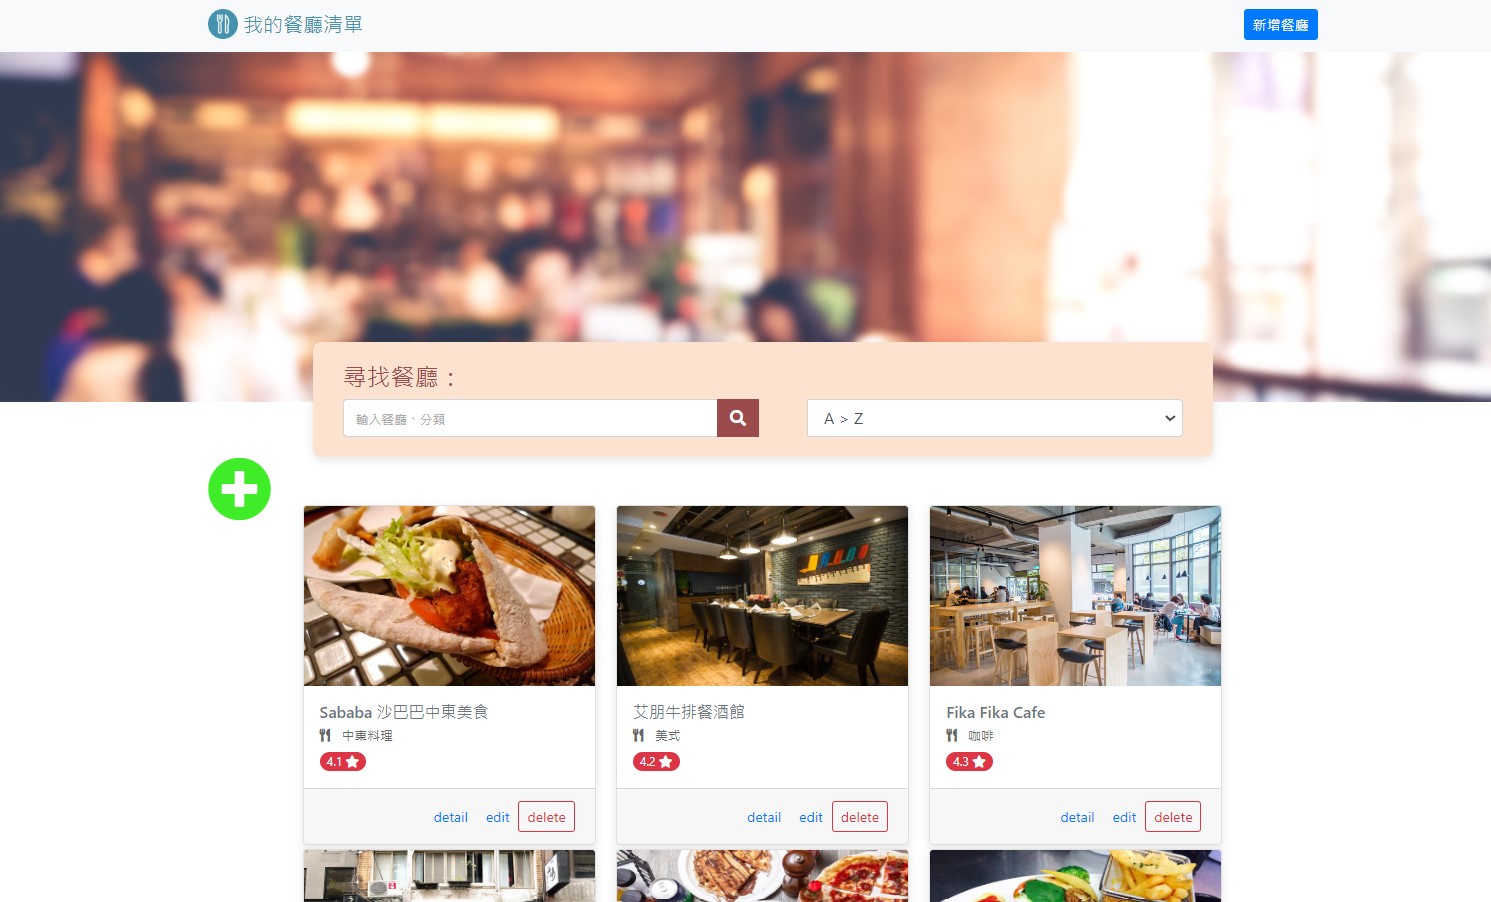 我的餐廳清單
新增餐廳
尋找餐廳：
輸入餐廳、分類
A > Z
Sababa 沙巴巴中東美食
中東料理
4.1
detail edit delete
艾朋牛排餐酒館
美式
4.2
detail edit delete
Fika Fika Cafe
咖啡
4.3
detail edit delete